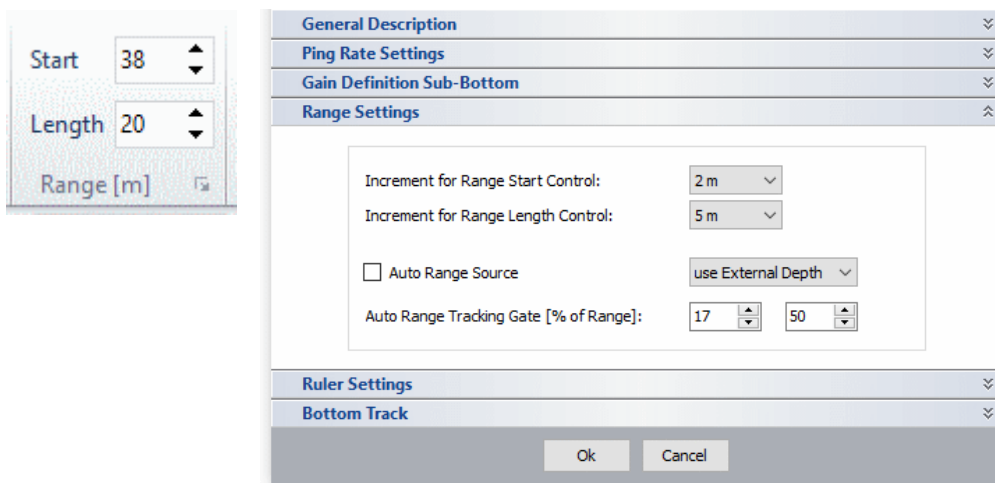 Start 38
Length 20
Range [m]
General Description
Ping Rate Settings
Gain Definition Sub-Bottom
Range Settings
Increment for Range Start Control: 2 m
Increment for Range Length Control: 5 m
Auto Range Source use External Depth
Auto Range Tracking Gate [% of Range]: 17 50
Ruler Settings
Bottom Track
Ok Cancel